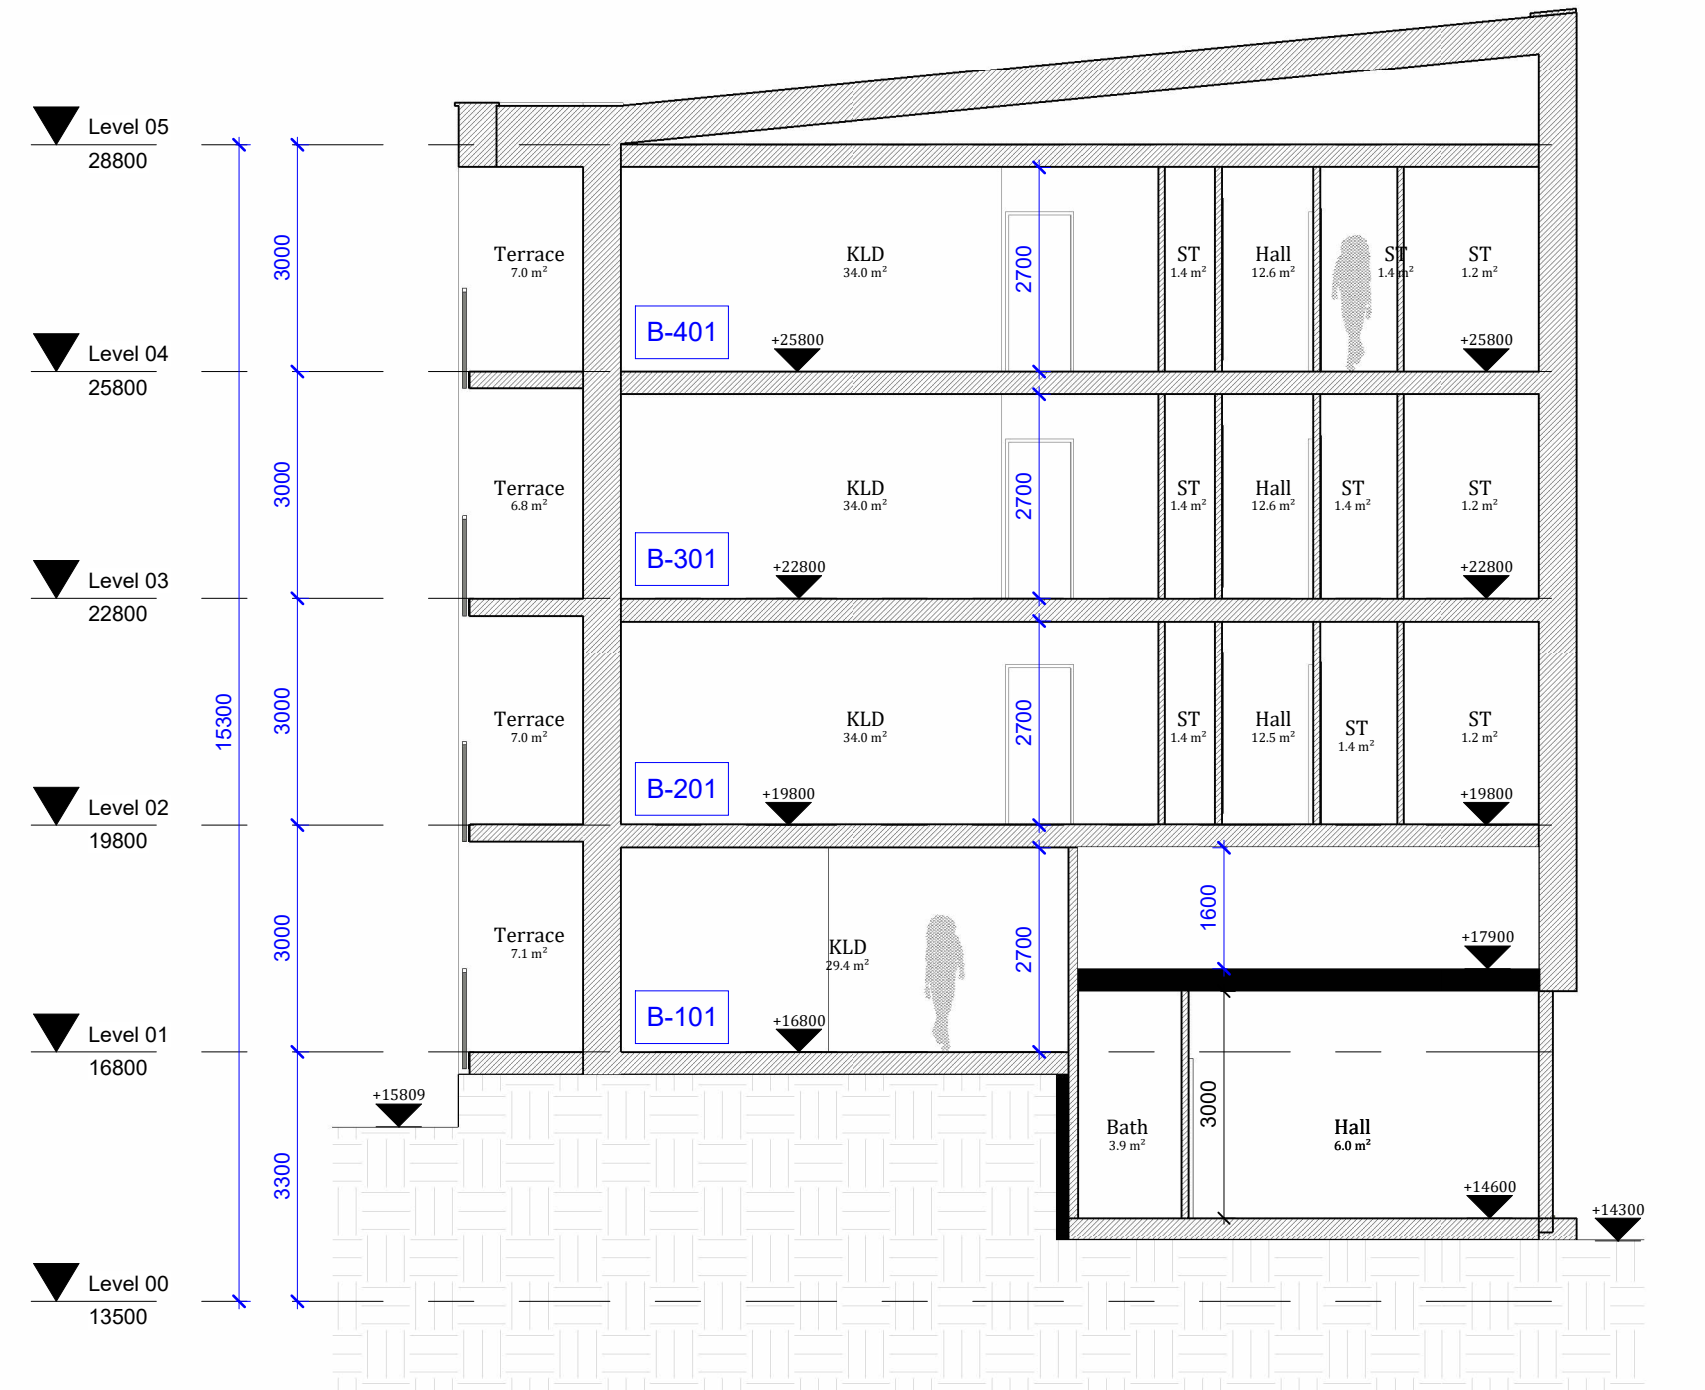 Level 05
28800
Terrace
7.0 m²
KLD
34.0 m²
ST
1.4 m²
Hall
12.6 m²
ST
1.4 m²
ST
1.2 m²
3000
2700
B-401
+25800
+25800
Level 04
25800
Terrace
6.8 m²
KLD
34.0 m²
ST
1.4 m²
Hall
12.6 m²
ST
1.4 m²
ST
1.2 m²
3000
2700
B-301
+22800
+22800
Level 03
22800
15300
Terrace
7.0 m²
KLD
34.0 m²
ST
1.4 m²
Hall
12.5 m²
ST
1.4 m²
ST
1.2 m²
3000
2700
B-201
+19800
+19800
Level 02
19800
Terrace
7.1 m²
KLD
29.4 m²
3000
2700
1600
+17900
B-101
+16800
Level 01
16800
+15809
3300
Bath
3.9 m²
3000
Hall
6.0 m²
+14600
+14300
Level 00
13500